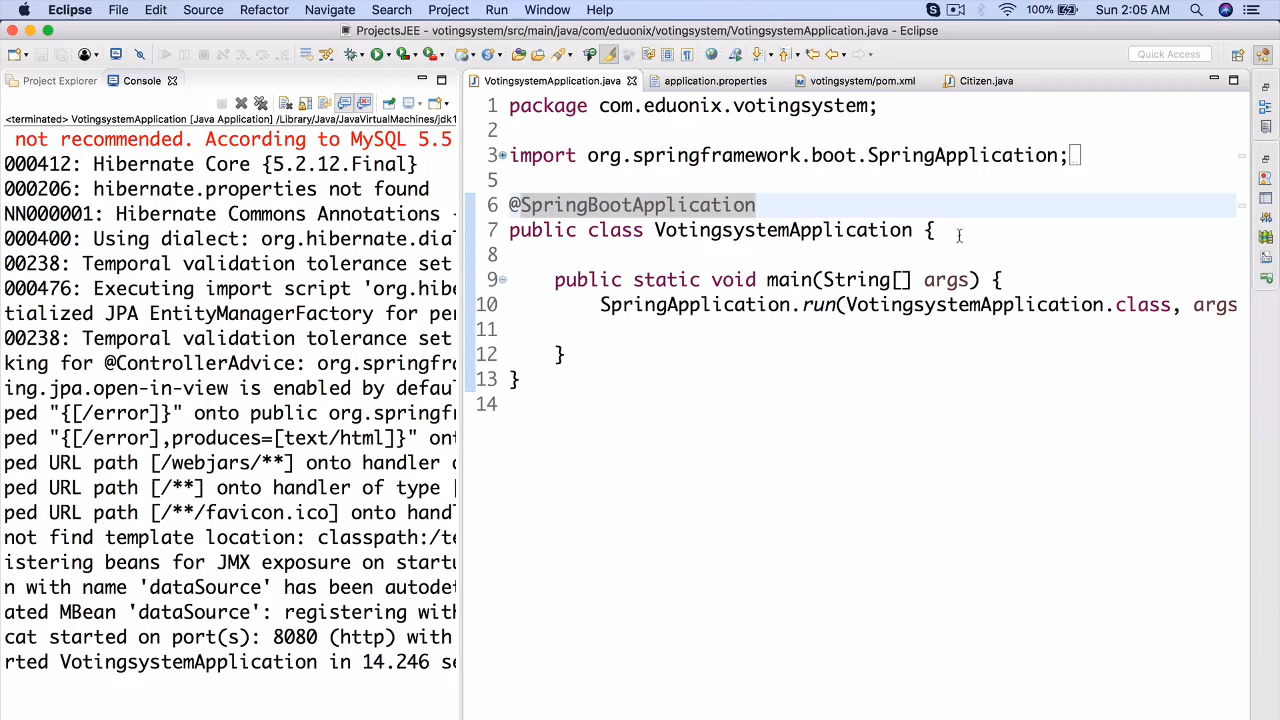 Eclipse File Edit Source Refactor Navigate Search Project Run Window Help 100% Sun 2:05 AM
ProjectsJEE - votingsystem/src/main/java/com/eduonix/votingsystem/VotingsystemApplication.java - Eclipse
Quick Access
Project Explorer Console
VotingsystemApplication.java application.properties votingsystem/pom.xml Citizen.java
<terminated> VotingsystemApplication [Java Application] /Library/Java/JavaVirtualMachines/jdk1
not recommended. According to MySQL 5.5
000412: Hibernate Core {5.2.12.Final}
000206: hibernate.properties not found
NN000001: Hibernate Commons Annotations
000400: Using dialect: org.hibernate.dia
00238: Temporal validation tolerance set
000476: Executing import script 'org.hibe
tialized JPA EntityManagerFactory for per
00238: Temporal validation tolerance set
king for @ControllerAdvice: org.springfra
ing.jpa.open-in-view is enabled by defau
ped "{[/error]}" onto public org.springf
ped "{[/error],produces=[text/html]}" ont
ped URL path [/webjars/**] onto handler o
ped URL path [/**] onto handler of type [
ped URL path [/**/favicon.ico] onto hand
not find template location: classpath:/te
istering beans for JMX exposure on startu
n with name 'dataSource' has been autodet
ated MBean 'dataSource': registering with
cat started on port(s): 8080 (http) with
rted VotingsystemApplication in 14.246 se
1 package com.eduonix.votingsystem;
2
3 import org.springframework.boot.SpringApplication;
5
6 @SpringBootApplication
7 public class VotingsystemApplication {
8
9 public static void main(String[] args) {
10 SpringApplication.run(VotingsystemApplication.class, args
11
12 }
13 }
14